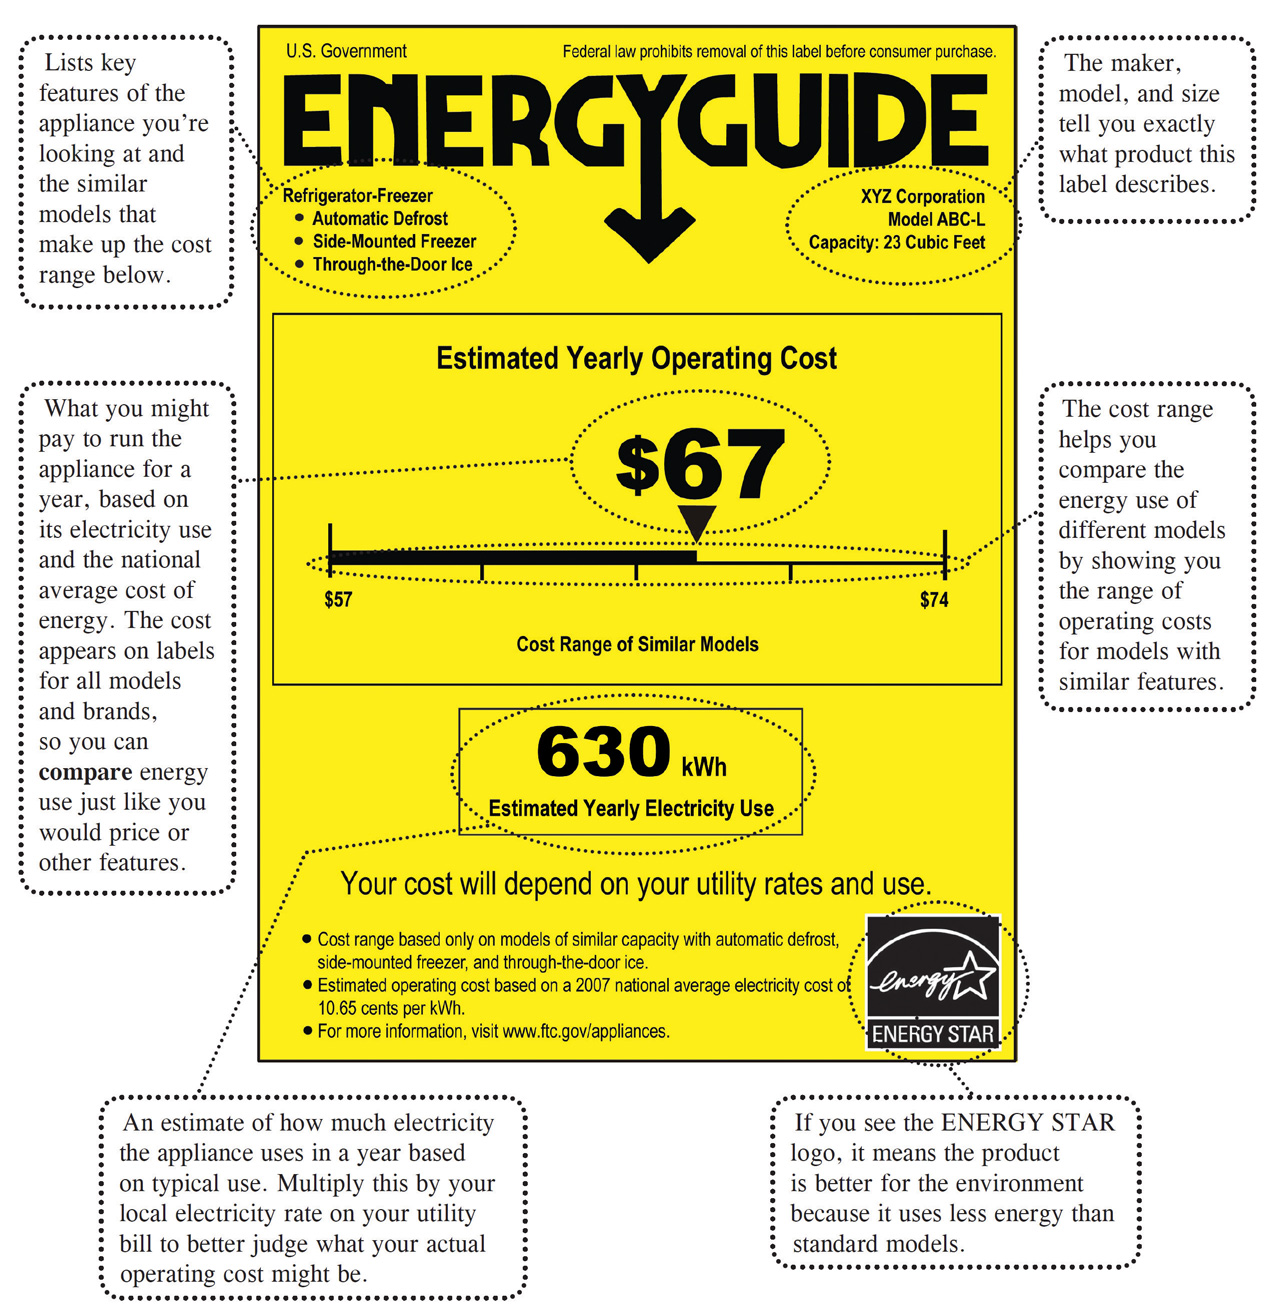 U.S. Government
Federal law prohibits removal of this label before consumer purchase.
ENERGYGUIDE
Lists key
features of the
appliance you're
looking at and
the similar
models that
make up the cost
range below.
Refrigerator-Freezer
● Automatic Defrost
● Side-Mounted Freezer
● Through-the-Door Ice
XYZ Corporation
Model ABC-L
Capacity: 23 Cubic Feet
The maker,
model, and size
tell you exactly
what product this
label describes.
Estimated Yearly Operating Cost
$67
$57
$74
Cost Range of Similar Models
What you might
pay to run the
appliance for a
year, based on
its electricity use
and the national
average cost of
energy. The cost
appears on labels
for all models
and brands,
so you can
compare energy
use just like you
would price or
other features.
The cost range
helps you
compare the
energy use of
different models
by showing you
the range of
operating costs
for models with
similar features.
630 kWh
Estimated Yearly Electricity Use
Your cost will depend on your utility rates and use.
● Cost range based only on models of similar capacity with automatic defrost,
side-mounted freezer, and through-the-door ice.
● Estimated operating cost based on a 2007 national average electricity cost of
10.65 cents per kWh.
● For more information, visit www.ftc.gov/appliances.
energy
ENERGY STAR
An estimate of how much electricity
the appliance uses in a year based
on typical use. Multiply this by your
local electricity rate on your utility
bill to better judge what your actual
operating cost might be.
If you see the ENERGY STAR
logo, it means the product
is better for the environment
because it uses less energy than
standard models.